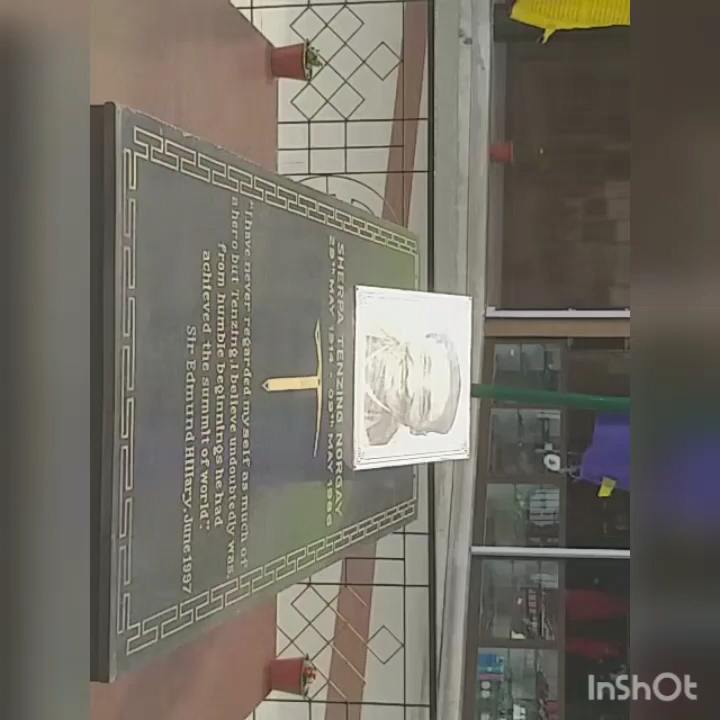 SHERPA TENZING NORGAY
29TH MAY 1914 - 09TH MAY 1986
"I have never regarded myself as much of
a hero but Tenzing, I believe undoubtedly was.
from humble beginnings he had
achieved the summit of world."
Sir Edmund Hillary, June 1997
InShOt